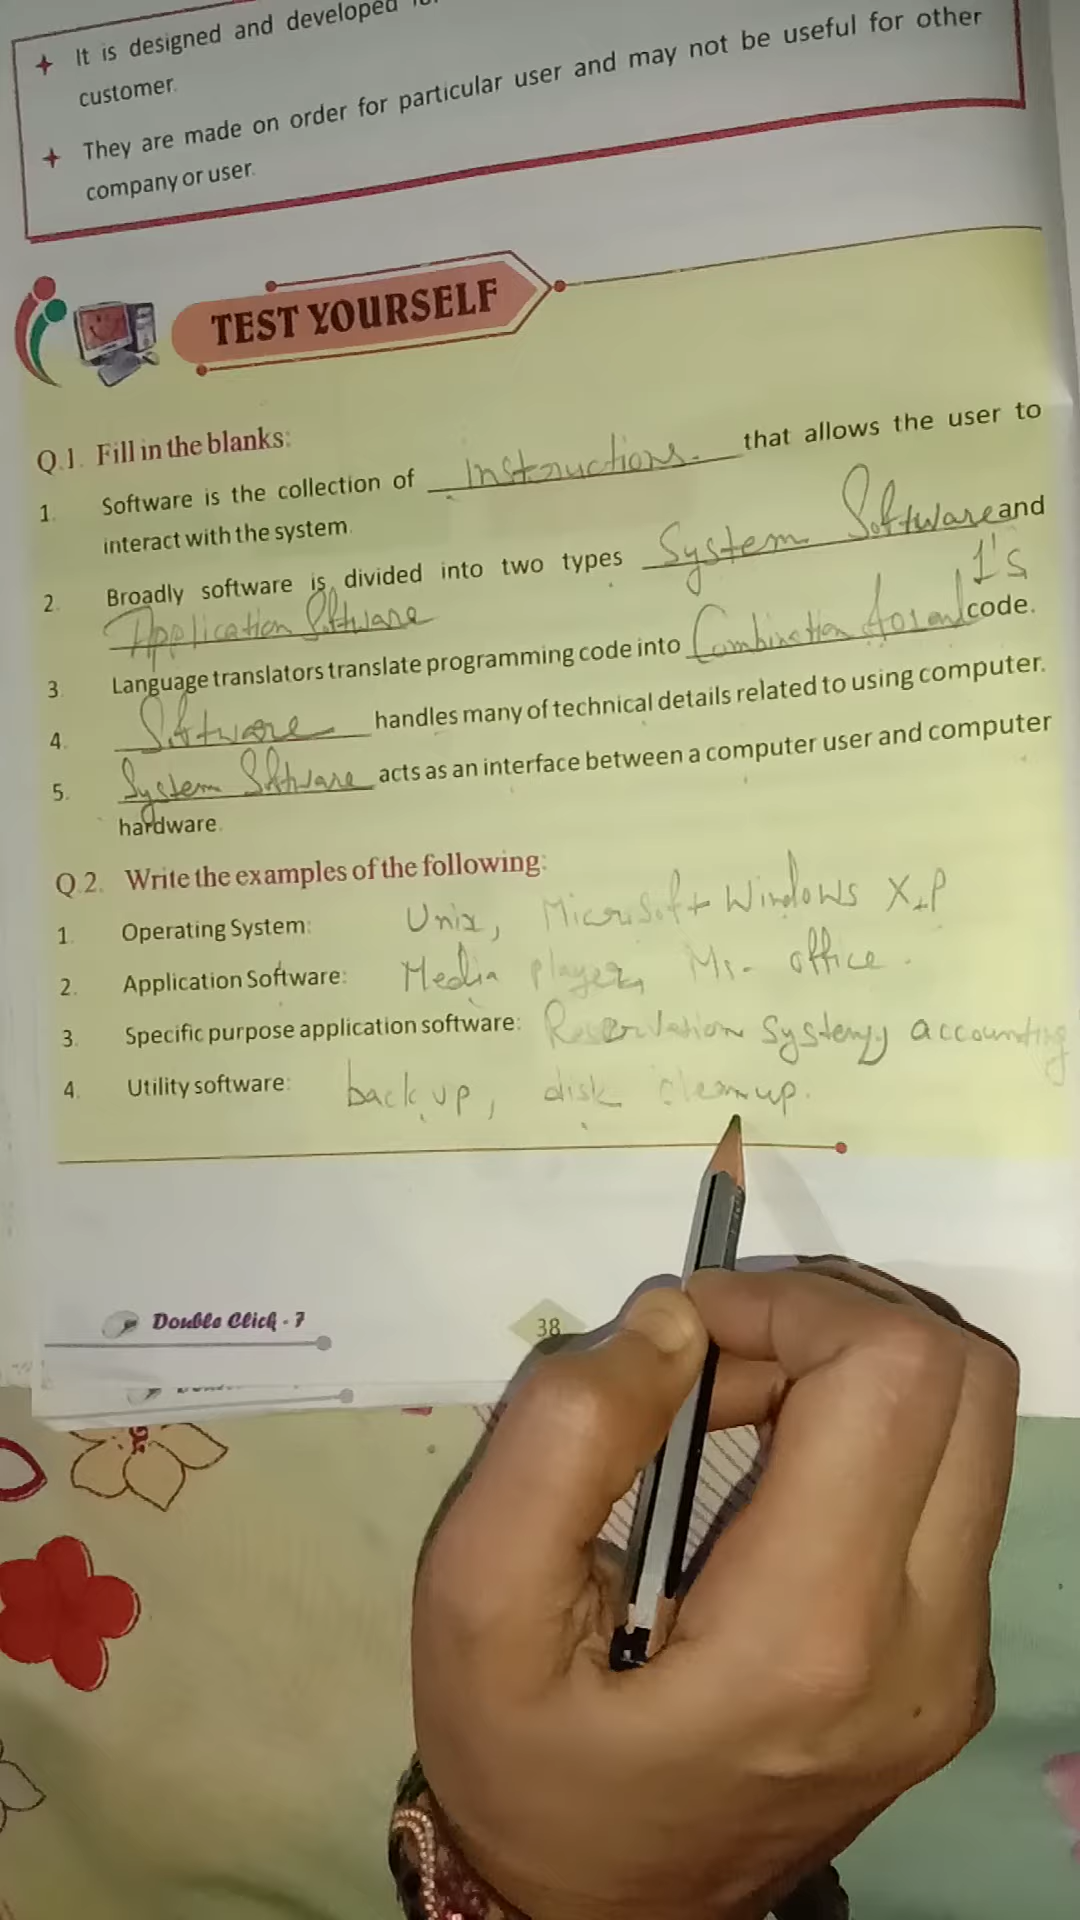 It is designed and developed
customer.
They are made on order for particular user and may not be useful for other
company or user.
TEST YOURSELF
Q.1. Fill in the blanks:
1. Software is the collection of Instructions. that allows the user to
interact with the system.
2. Broadly software is divided into two types System Software and
Application Software
1's
3. Language translators translate programming code into Combination of 0's and code.
4. Software handles many of technical details related to using computer.
5. System Software acts as an interface between a computer user and computer
hardware.
Q.2. Write the examples of the following:
1. Operating System: Unix, Microsoft Windows X.P
2. Application Software: Media player, Ms- office.
3. Specific purpose application software: Reservation System, accounting
4. Utility software: back up, disk cleanup.
Double Click - 7
38